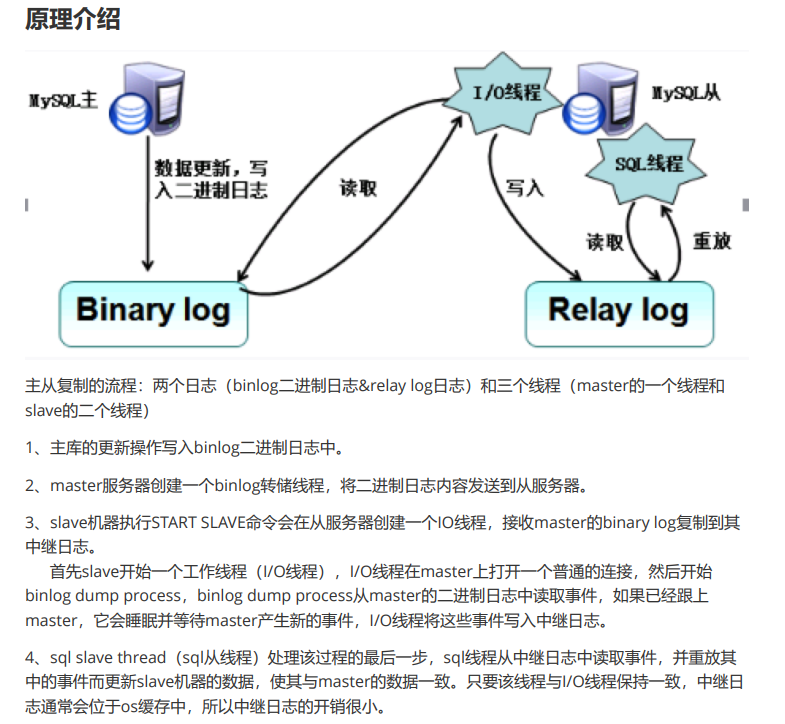 原理介绍
MySQL主
I/O线程
MySQL从
数据更新，写
入二进制日志
读取
写入
SQL线程
读取
重放
Binary log
Relay log
主从复制的流程：两个日志（binlog二进制日志&relay log日志）和三个线程（master的一个线程和
slave的二个线程）
1、主库的更新操作写入binlog二进制日志中。
2、master服务器创建一个binlog转储线程，将二进制日志内容发送到从服务器。
3、slave机器执行START SLAVE命令会在从服务器创建一个IO线程，接收master的binary log复制到其
中继日志。
首先slave开始一个工作线程（I/O线程），I/O线程在master上打开一个普通的连接，然后开始
binlog dump process，binlog dump process从master的二进制日志中读取事件，如果已经跟上
master，它会睡眠并等待master产生新的事件，I/O线程将这些事件写入中继日志。
4、sql slave thread（sql从线程）处理该过程的最后一步，sql线程从中继日志中读取事件，并重放其
中的事件而更新slave机器的数据，使其与master的数据一致。只要该线程与I/O线程保持一致，中继日
志通常会位于os缓存中，所以中继日志的开销很小。